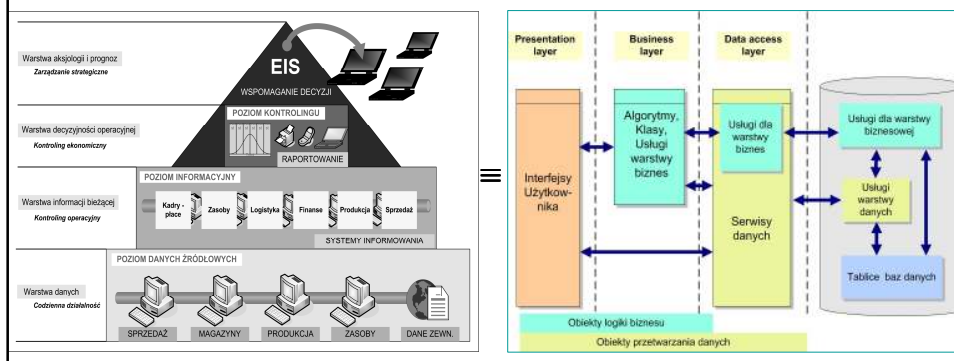 Warstwa aksjologii i prognoz
Zarządzanie strategiczne
EIS
WSPOMAGANIE DECYZJI
Warstwa decyzyjności operacyjnej
Kontroling ekonomiczny
POZIOM KONTROLINGU
RAPORTOWANIE
Warstwa informacji bieżącej
Kontroling operacyjny
POZIOM INFORMACYJNY
Kadry - płace
Zasoby
Logistyka
Finanse
Produkcja
Sprzedaż
SYSTEMY INFORMOWANIA
Warstwa danych
Codzienna działalność
POZIOM DANYCH ŹRÓDŁOWYCH
SPRZEDAŻ
MAGAZYNY
PRODUKCJA
ZASOBY
DANE ZEWN.
≡
Presentation
layer
Business
layer
Data access
layer
Interfejsy
Użytkow-
nika
Algorytmy,
Klasy,
Usługi
warstwy
biznes
Usługi dla
warstwy
biznes
Serwisy
danych
Usługi dla warstwy
biznesowej
Usługi
warstwy
danych
Tablice baz danych
Obiekty logiki biznesu
Obiekty przetwarzania danych